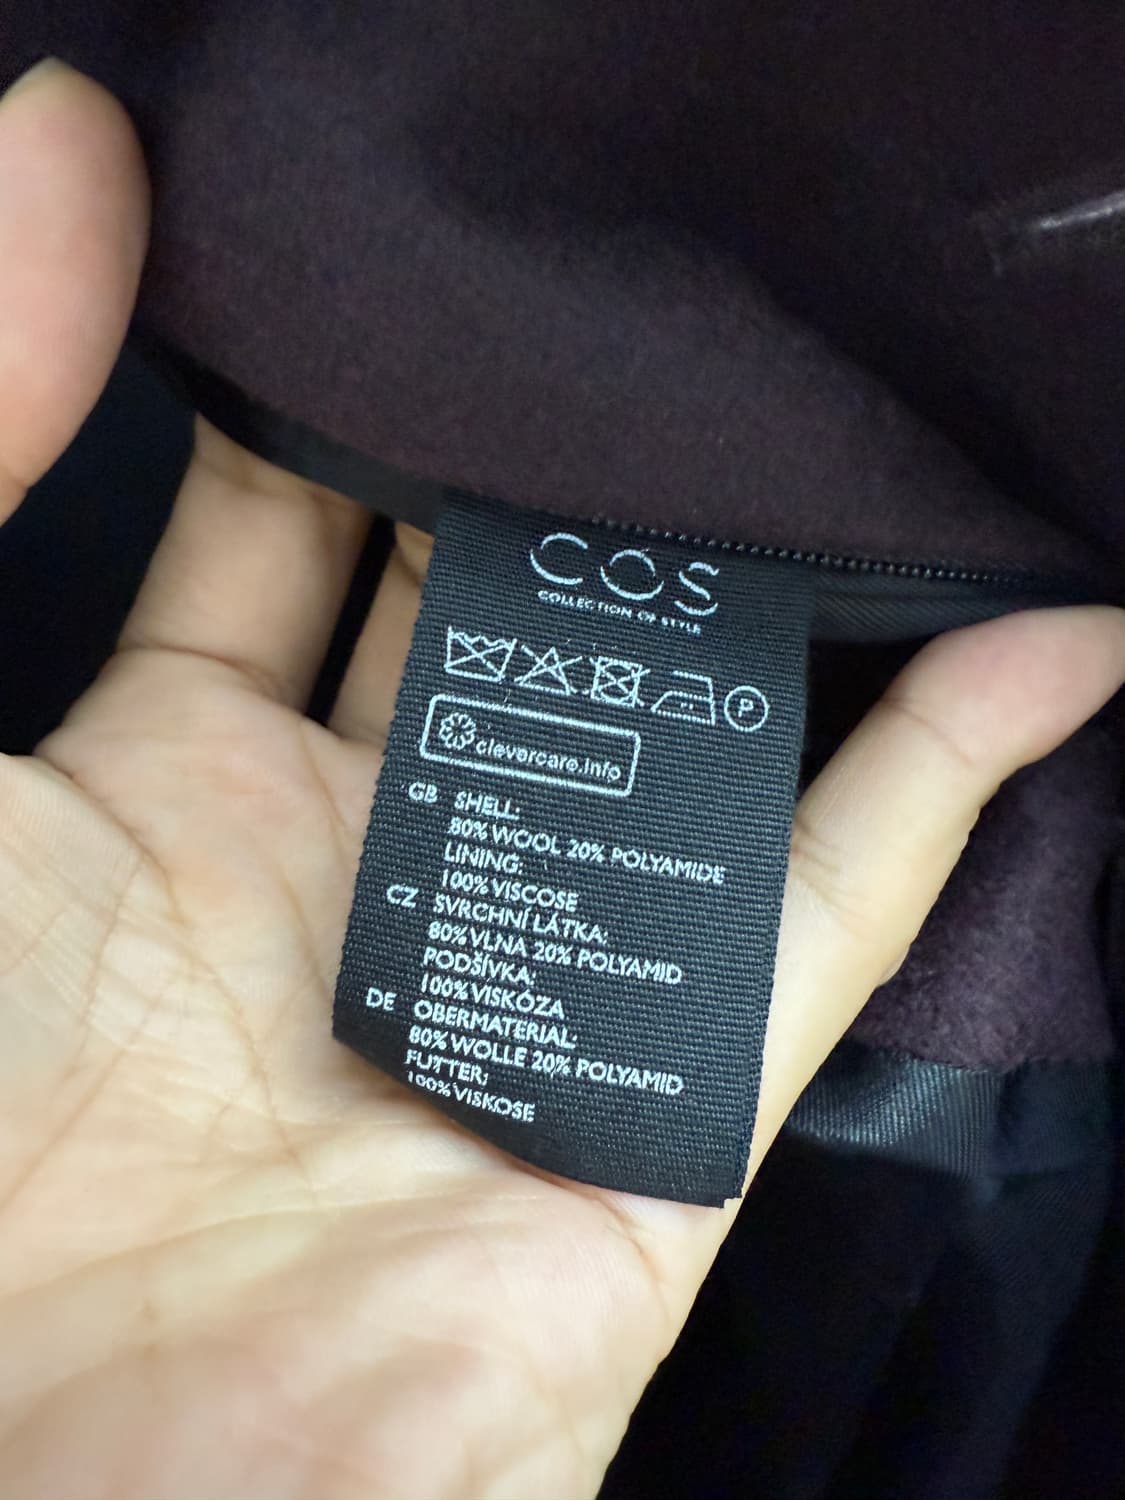 COS
COLLECTION OF STYLE
P
clevercare.info
GB SHELL:
80% WOOL 20% POLYAMIDE
LINING:
100% VISCOSE
CZ SVRCHNÍ LÁTKA:
80% VLNA 20% POLYAMID
PODŠÍVKA:
100% VISKÓZA
DE OBERMATERIAL:
80% WOLLE 20% POLYAMID
FUTTER:
100% VISKOSE